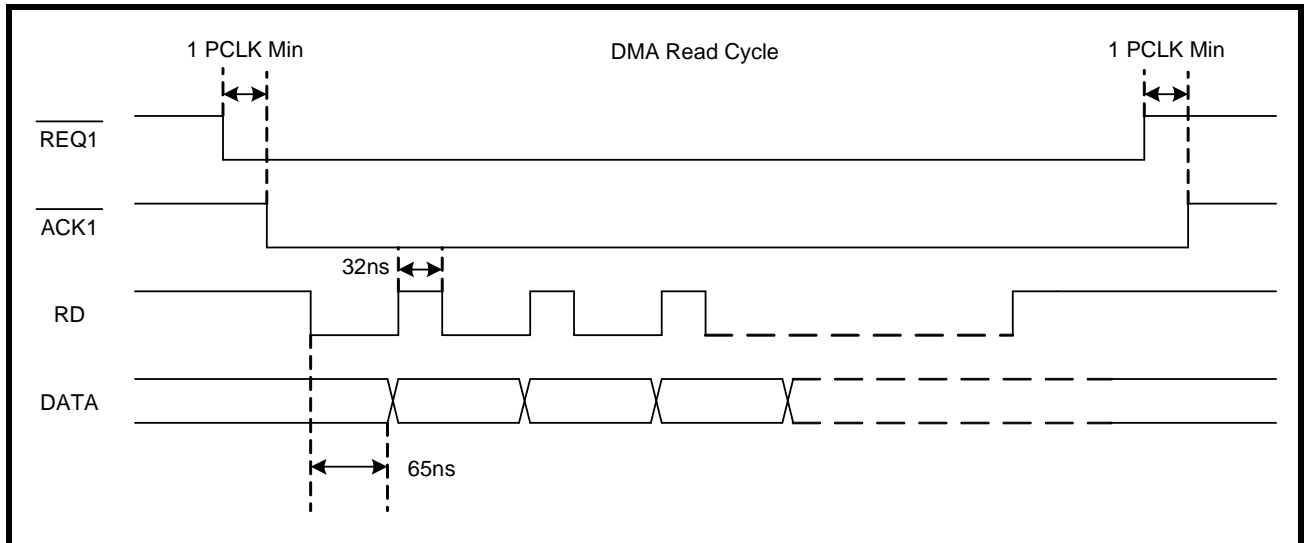 1 PCLK Min
DMA Read Cycle
1 PCLK Min
REQ1
ACK1
32ns
RD
DATA
65ns